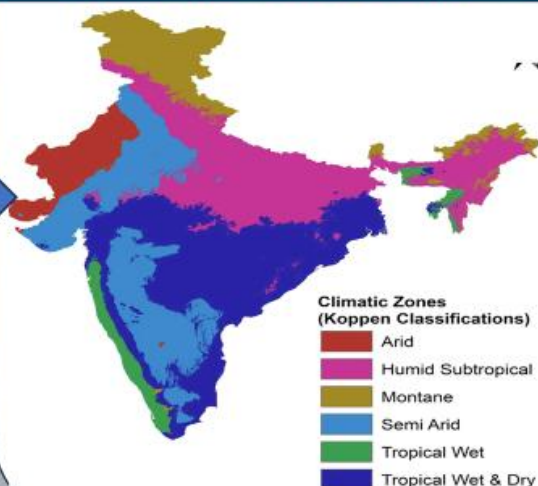 Climatic Zones
(Koppen Classifications)
Arid
Humid Subtropical
Montane
Semi Arid
Tropical Wet
Tropical Wet & Dry